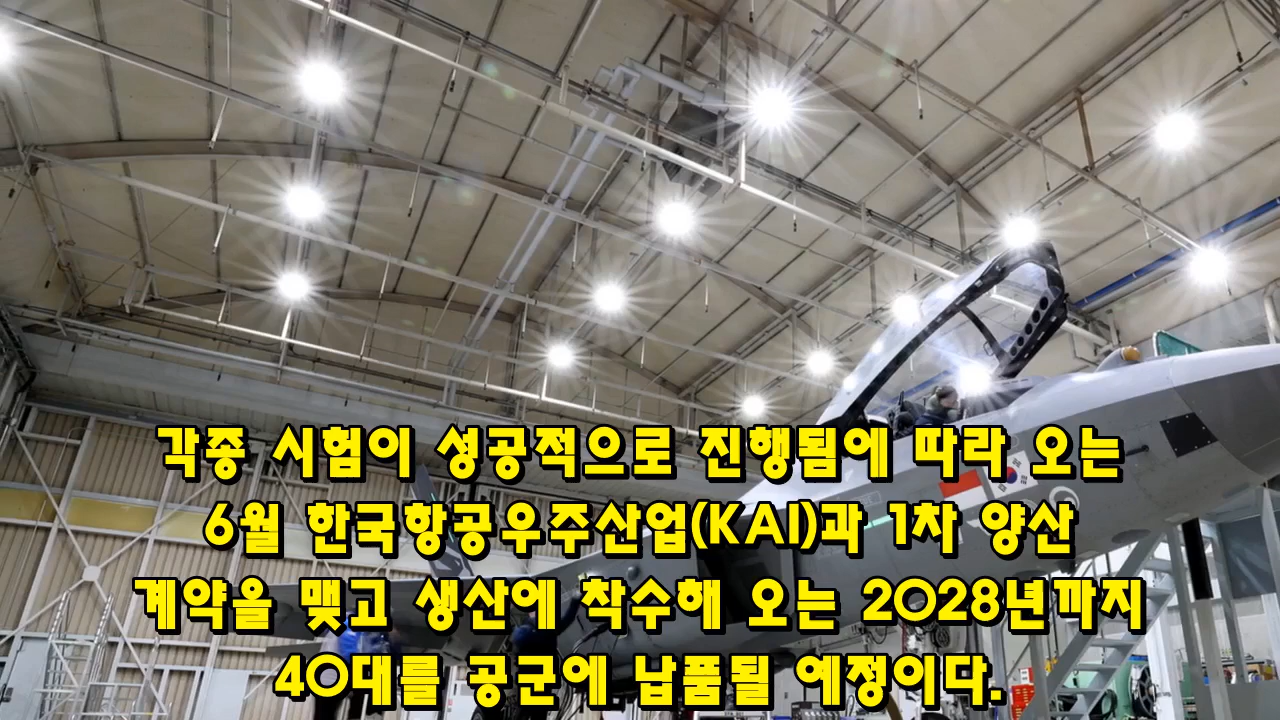 각종 시험이 성공적으로 진행됨에 따라 오는
6월 한국항공우주산업(KAI)과 1차 양산
계약을 맺고 생산에 착수해 오는 2028년까지
40대를 공군에 납품될 예정이다.